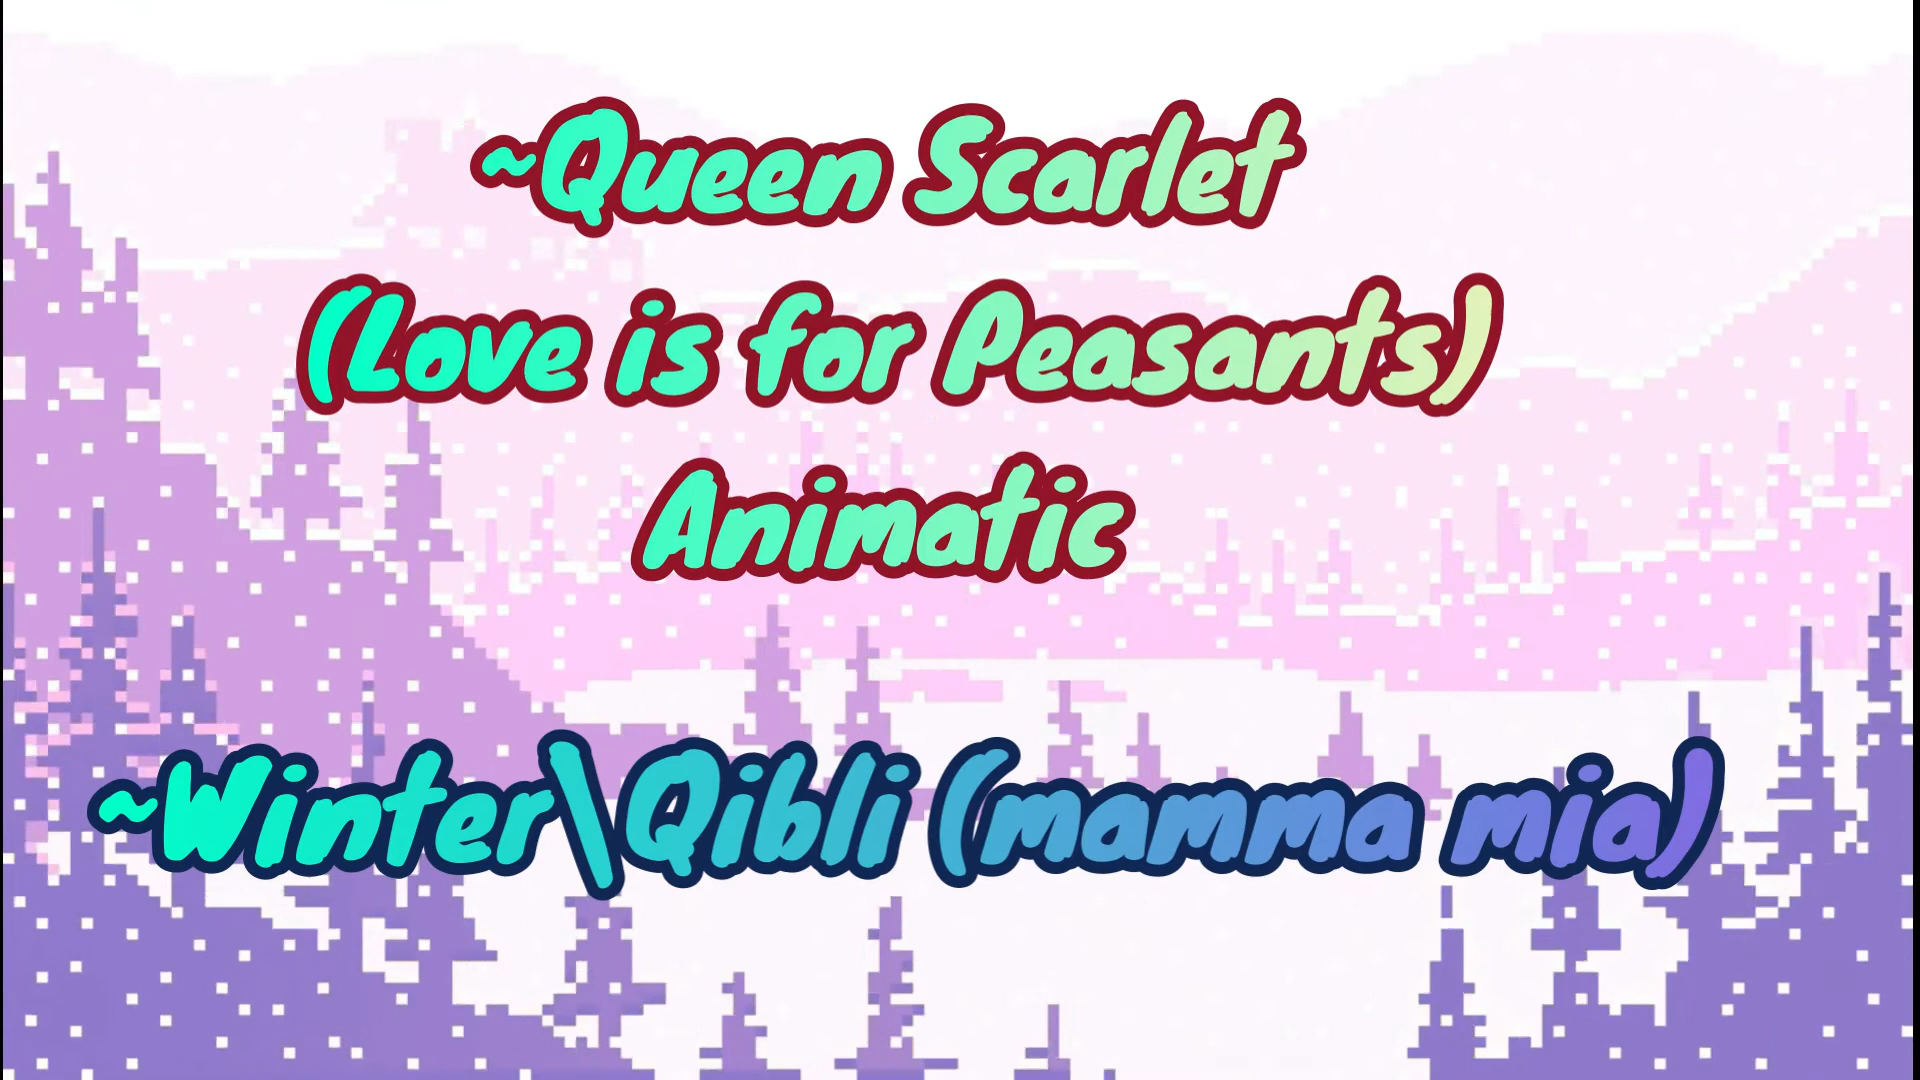 ~Queen Scarlet
(Love is for Peasants)
Animatic
~Winter\Qibli (mamma mia)